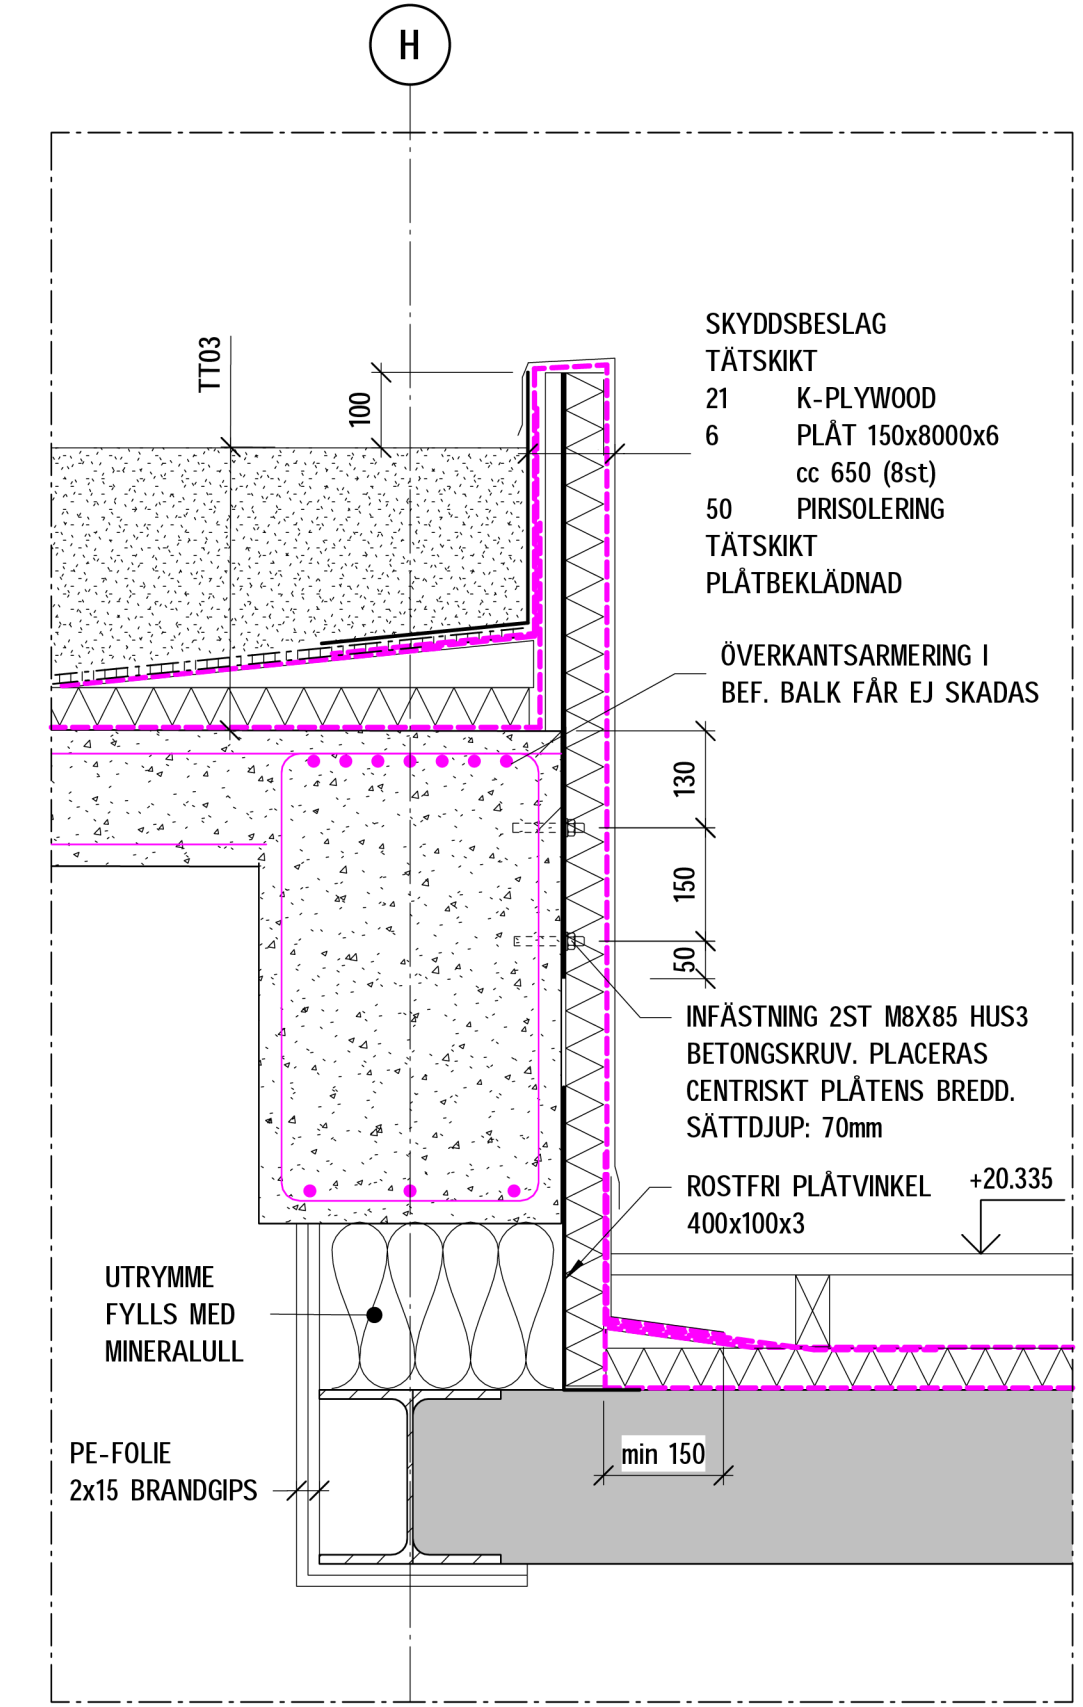 H
TT03
100
SKYDDSBESLAG
TÄTSKIKT
21 K-PLYWOOD
6 PLÅT 150x8000x6
cc 650 (8st)
50 PIRISOLERING
TÄTSKIKT
PLÅTBEKLÄDNAD
ÖVERKANTSARMERING I
BEF. BALK FÅR EJ SKADAS
130
150
50
INFÄSTNING 2ST M8X85 HUS3
BETONGSKRUV. PLACERAS
CENTRISKT PLÅTENS BREDD.
SÄTTDJUP: 70mm
ROSTFRI PLÅTVINKEL
400x100x3
+20.335
UTRYMME
FYLLS MED
MINERALULL
PE-FOLIE
2x15 BRANDGIPS
min 150